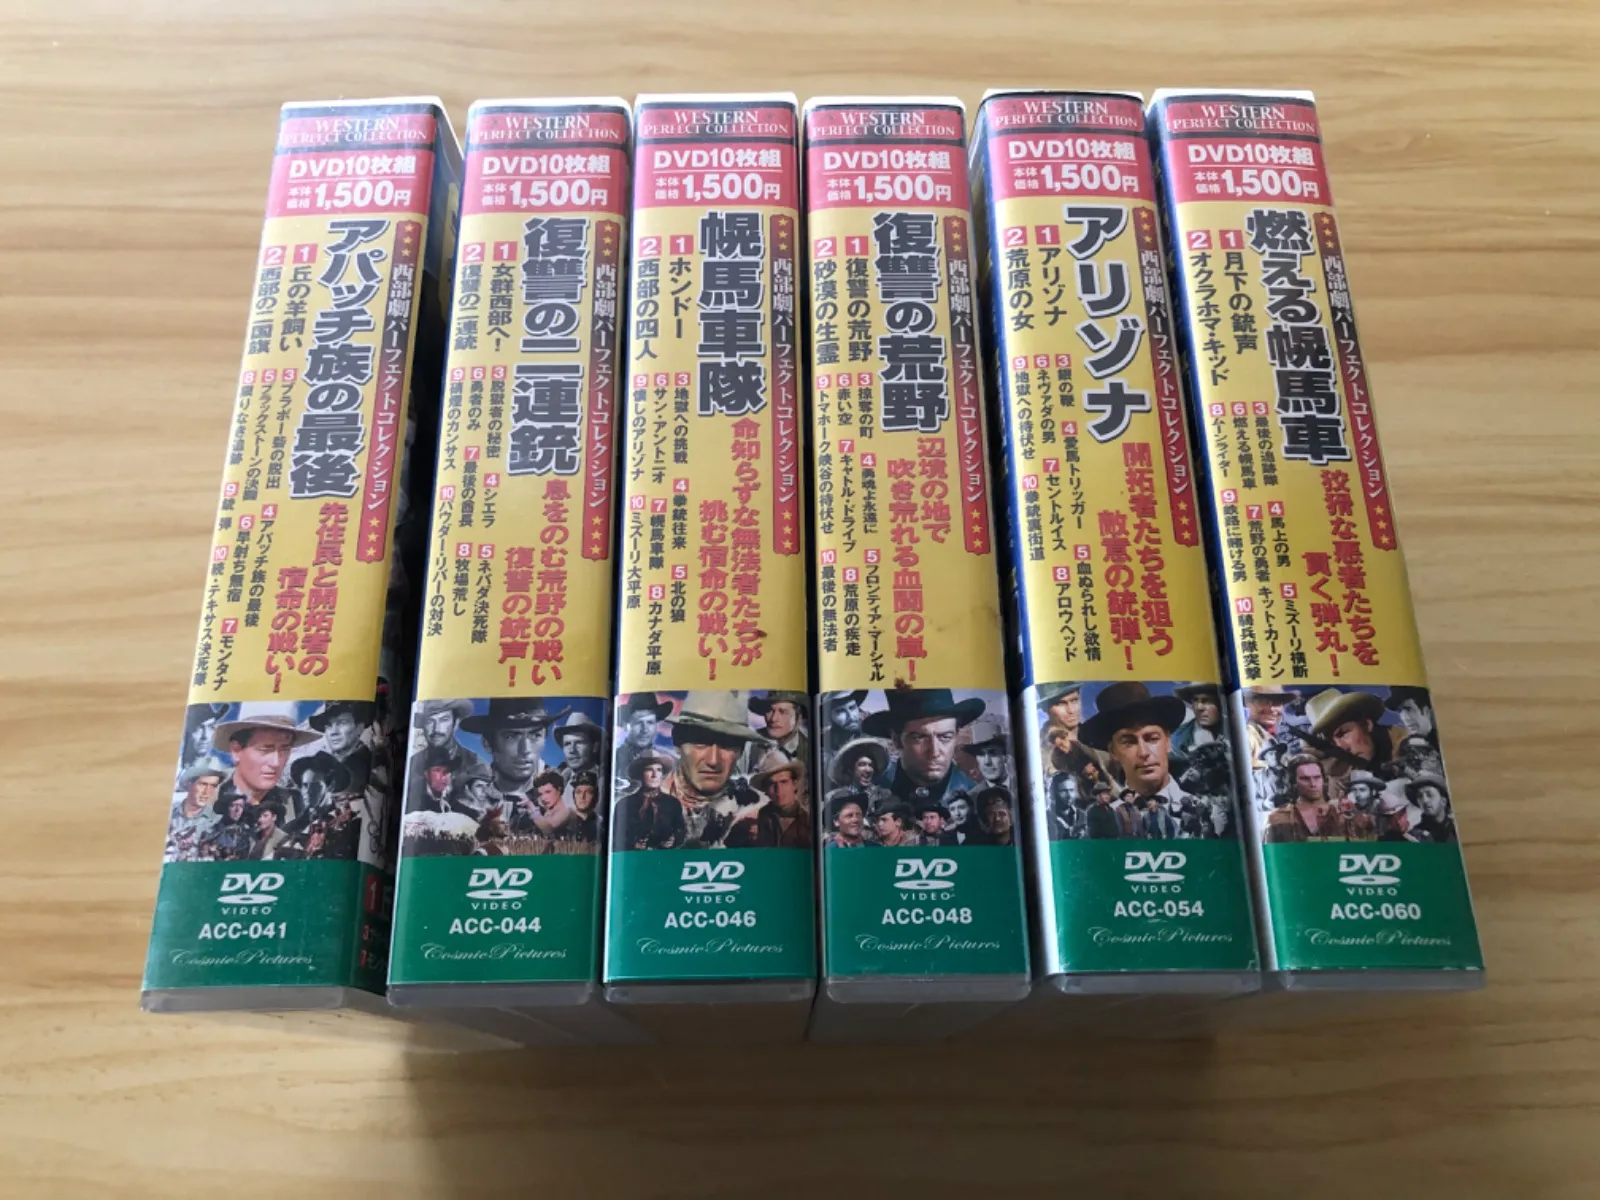 WESTERN
PERFECT COLLECTION
DVD10枚組
本体価格 1,500円
西部劇パーフェクトコレクション
アパッチ族の最後
先住民と開拓者の
宿命の戦い!
1 丘の羊飼い
2 西部の二国旗
3 ブラボー砦の脱出
4 アパッチ族の最後
5 ブラックストーンの決闘
6 早射ち無宿
7 モンタナ
8 限りなき追跡
9 銃弾
10 続・テキサス決死隊
DVD
VIDEO
ACC-041
Cosmic Pictures
WESTERN
PERFECT COLLECTION
DVD10枚組
本体価格 1,500円
西部劇パーフェクトコレクション
復讐の二連銃
息をのむ荒野の戦い
復讐の銃声!
1 女群西部へ!
2 復讐の二連銃
3 脱獄者の秘密
4 シエラ
5 ネバダ決死隊
6 勇者のみ
7 最後の酋長
8 牧場荒し
9 硝煙のカンサス
10 パウダー・リバーの対決
DVD
VIDEO
ACC-044
Cosmic Pictures
WESTERN
PERFECT COLLECTION
DVD10枚組
本体価格 1,500円
西部劇パーフェクトコレクション
幌馬車隊
命知らずな無法者たちが
挑む宿命の戦い!
1 ホンドー
2 西部の四人
3 地獄への挑戦
4 拳銃往来
5 北の狼
6 サン・アントニオ
7 幌馬車隊
8 カナダ平原
9 懐しのアリゾナ
10 ミズーリ大平原
DVD
VIDEO
ACC-046
Cosmic Pictures
WESTERN
PERFECT COLLECTION
DVD10枚組
本体価格 1,500円
西部劇パーフェクトコレクション
復讐の荒野
辺境の地で
吹き荒れる血闘の嵐!
1 復讐の荒野
2 砂漠の生霊
3 掠奪の町
4 勇魂よ永遠に
5 フロンティア・マーシャル
6 赤い空
7 キャトル・ドライブ
8 荒原の疾走
9 トマホーク峡谷の待伏せ
10 最後の無法者
DVD
VIDEO
ACC-048
Cosmic Pictures
WESTERN
PERFECT COLLECTION
DVD10枚組
本体価格 1,500円
西部劇パーフェクトコレクション
アリゾナ
開拓者たちを狙う
敵意の銃弾!
1 アリゾナ
2 荒原の女
3 銀の鞭
4 愛馬トリッガー
5 血ぬられし欲情
6 ネヴァダの男
7 セントルイス
8 アロウヘッド
9 地獄への待伏せ
10 拳銃裏街道
DVD
VIDEO
ACC-054
Cosmic Pictures
WESTERN
PERFECT COLLECTION
DVD10枚組
本体価格 1,500円
西部劇パーフェクトコレクション
燃える幌馬車
狡猾な悪者たちを
貫く弾丸!
1 月下の銃声
2 オクラホマ・キッド
3 最後の追跡隊
4 馬上の男
5 ミズーリ横断
6 燃える幌馬車
7 荒野の勇者キット・カーソン
8 ムーンライダー
9 鉄路に賭ける男
10 騎兵隊突撃
DVD
VIDEO
ACC-060
Cosmic Pictures